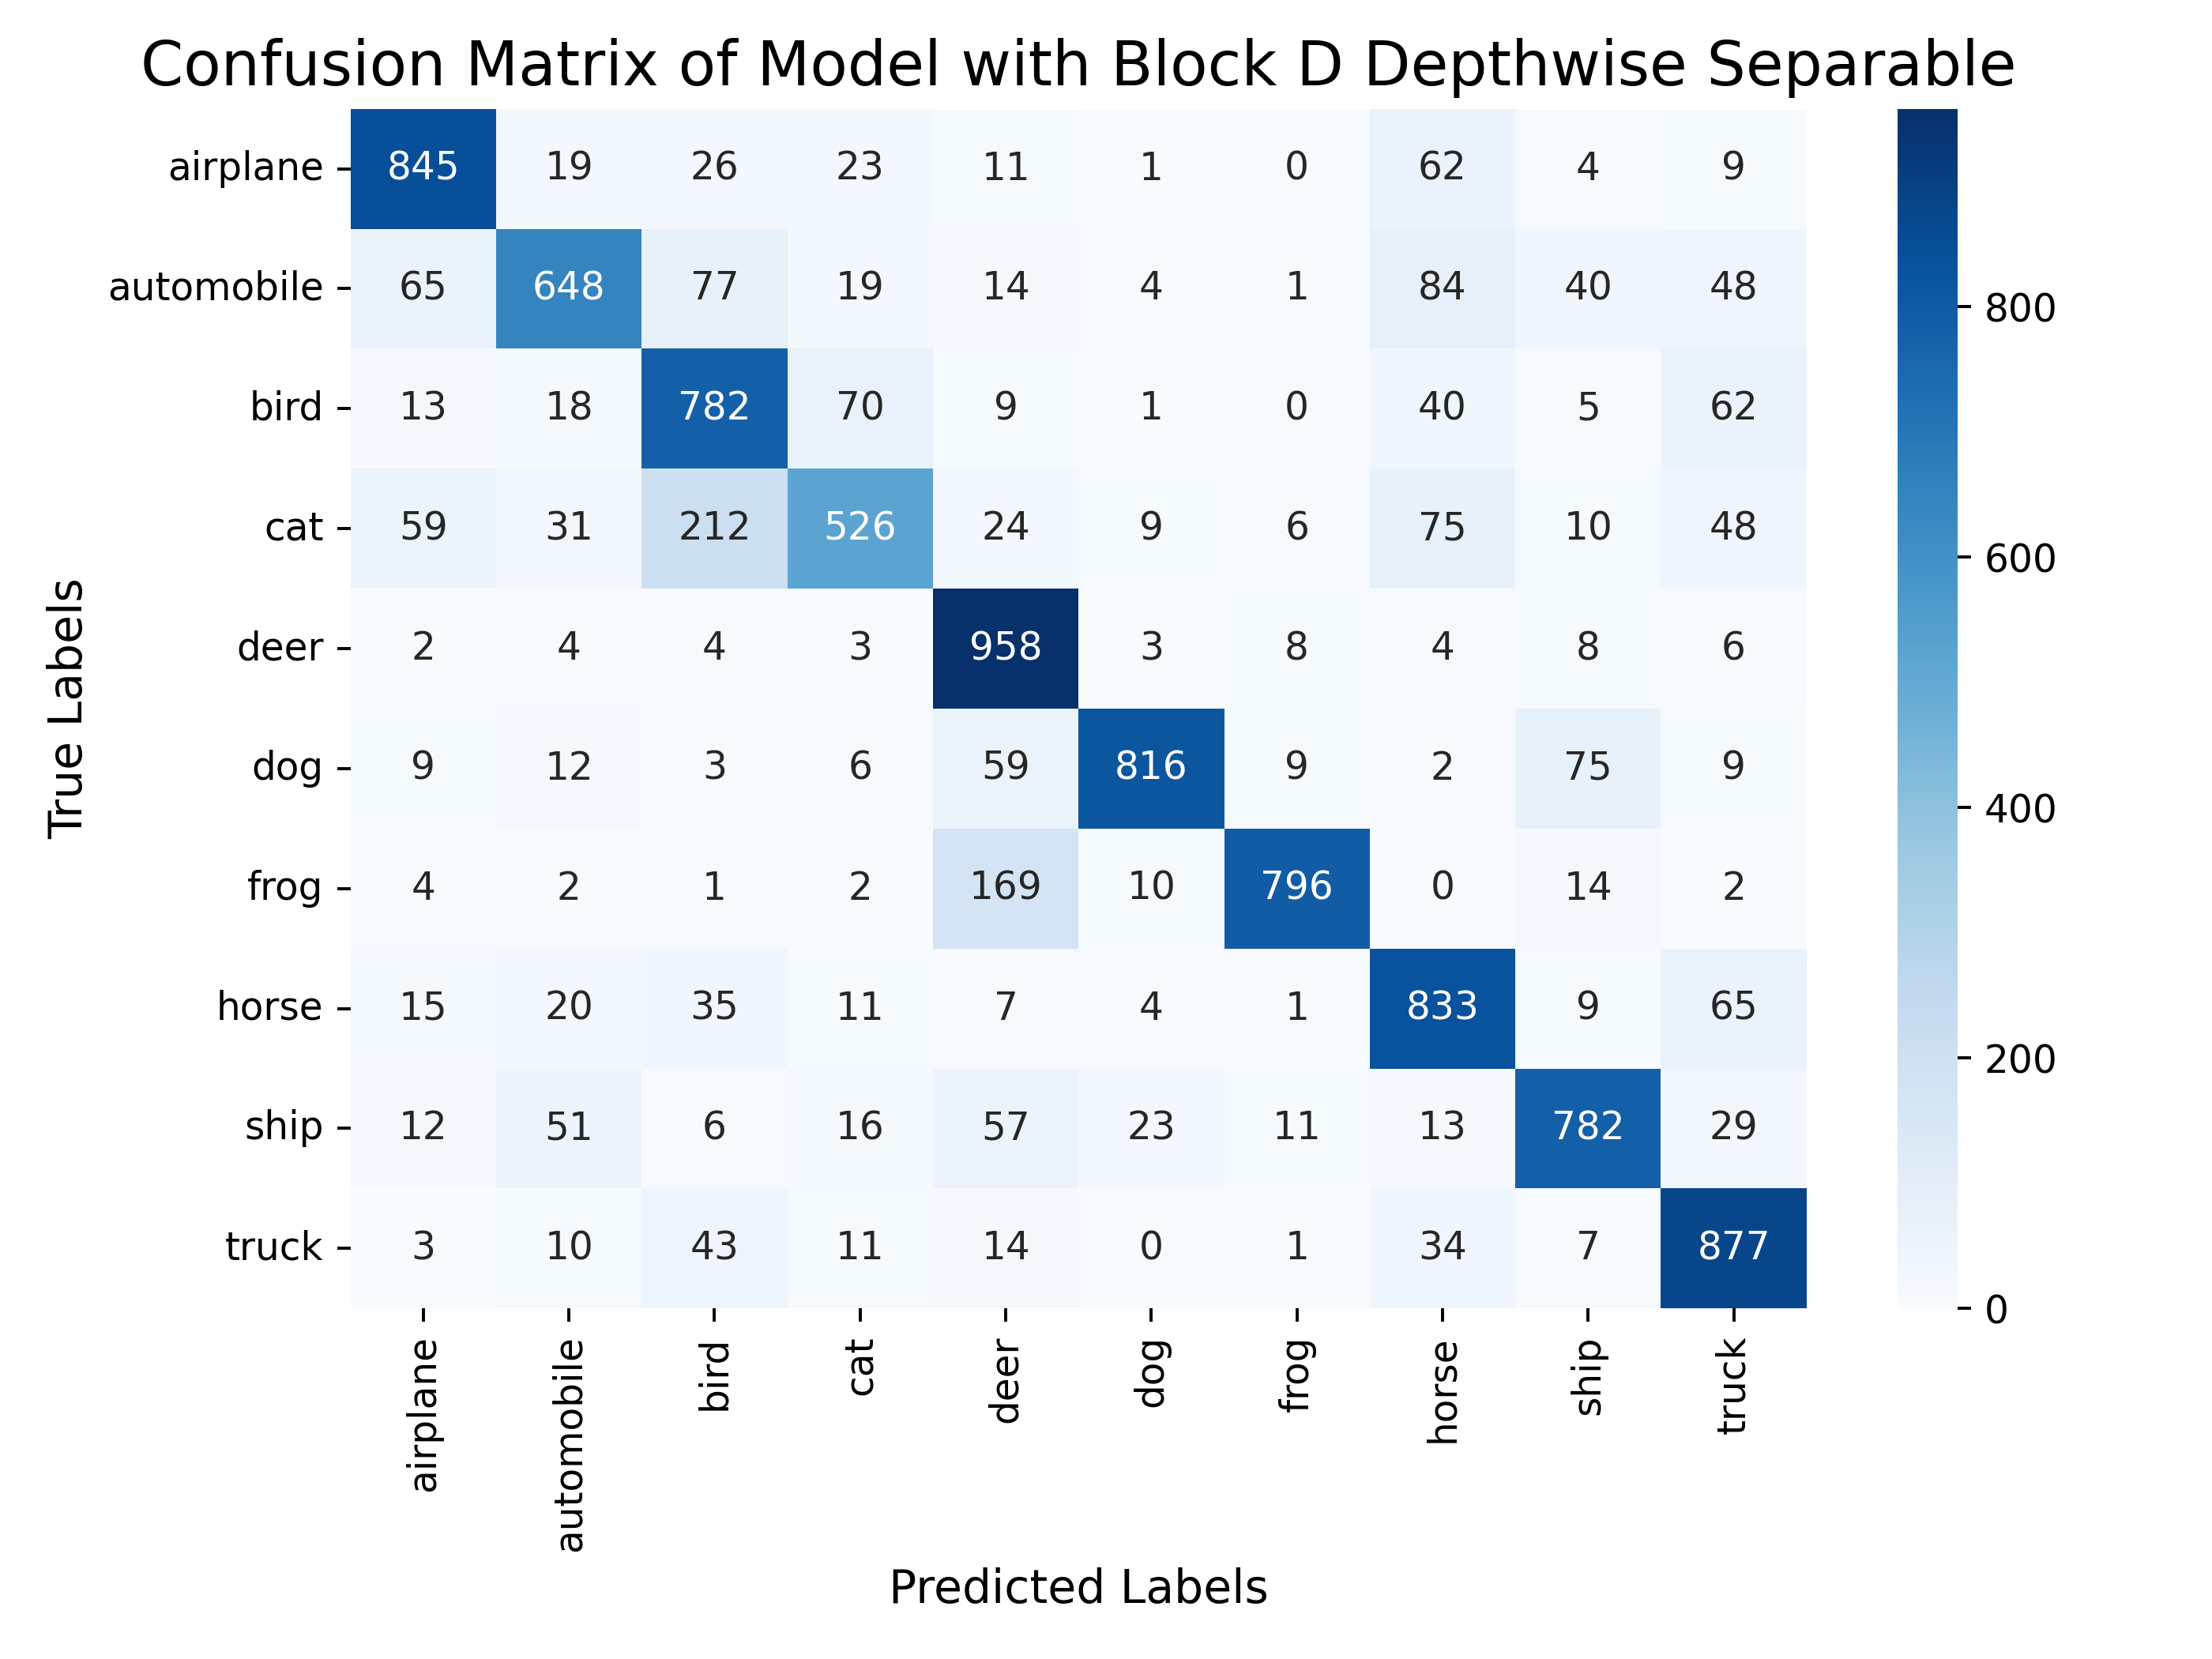 Confusion Matrix of Model with Block D Depthwise Separable
airplane 845 19 26 23 11 1 0 62 4 9
automobile 65 648 77 19 14 4 1 84 40 48
bird 13 18 782 70 9 1 0 40 5 62
cat 59 31 212 526 24 9 6 75 10 48
deer 2 4 4 3 958 3 8 4 8 6
dog 9 12 3 6 59 816 9 2 75 9
frog 4 2 1 2 169 10 796 0 14 2
horse 15 20 35 11 7 4 1 833 9 65
ship 12 51 6 16 57 23 11 13 782 29
truck 3 10 43 11 14 0 1 34 7 877
True Labels
airplane automobile bird cat deer dog frog horse ship truck
Predicted Labels
800
600
400
200
0